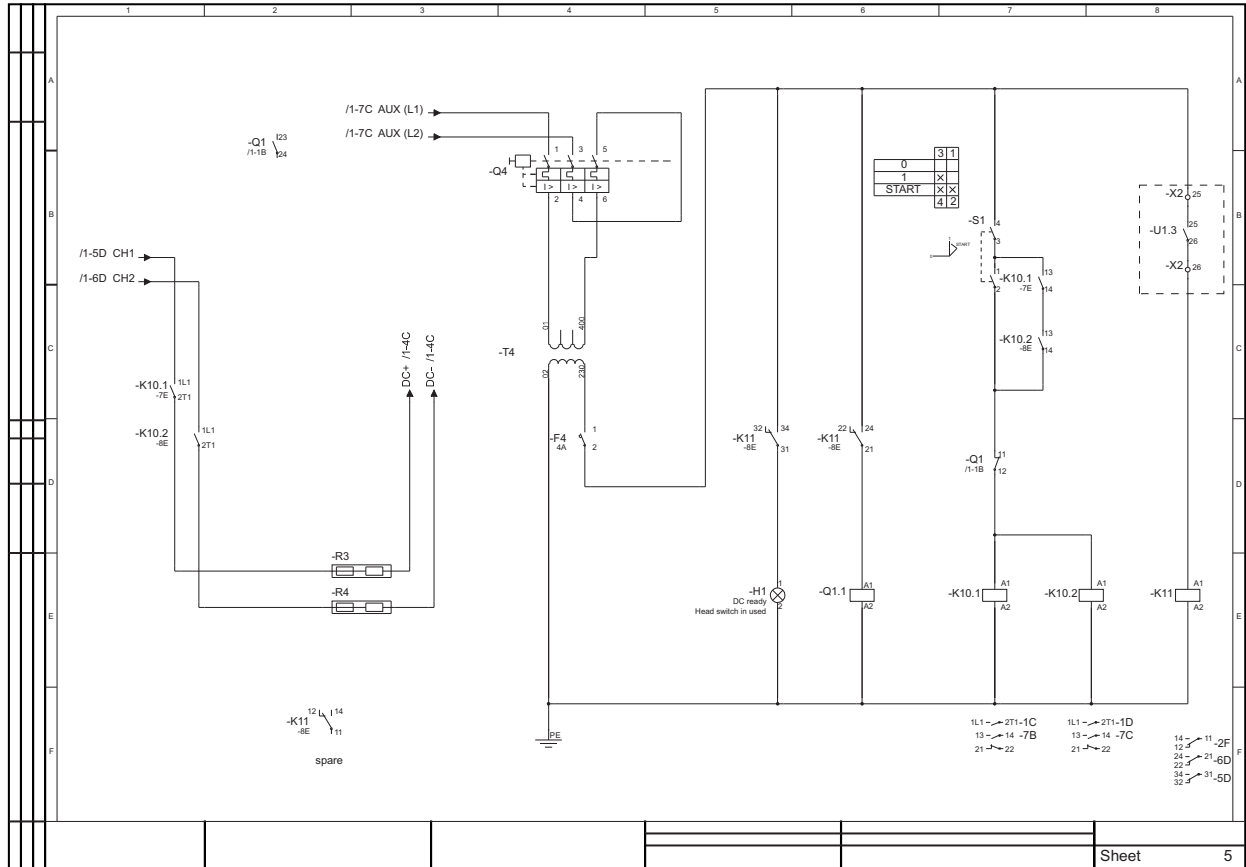 1 2 3 4 5 6 7 8
A A
/1-7C AUX (L1)
/1-7C AUX (L2)
-Q1
/1-1B
23
24
1 3 5
-Q4
I > I > I >
2 4 6
3 1
0
1 X
START X X
4 2
B B
-S1
4
3
1
START
0
1
2
-K10.1
-7E
13
14
-K10.2
-8E
13
14
-X2 25
-U1.3
25
26
-X2 26
/1-5D CH1
/1-6D CH2
C C
01 400
-T4
02 230
DC+ /1-4C
DC- /1-4C
-K10.1
-7E
1L1
2T1
-K10.2
-8E
1L1
2T1
-F4
4A
1
2
-K11
-8E
32 34
31
-K11
-8E
22 24
21
-Q1
/1-1B
11
12
D D
-R3
-R4
-H1
DC ready
Head switch in used
1
2
-Q1.1
A1
A2
-K10.1
A1
A2
-K10.2
A1
A2
-K11
A1
A2
E E
-K11
-8E
12 14
11
spare
PE
1L1 2T1 -1C
13 14 -7B
21 22
1L1 2T1 -1D
13 14 -7C
21 22
14 11 -2F
12
24 21 -6D
22
34 31 -5D
32
F F
Sheet 5